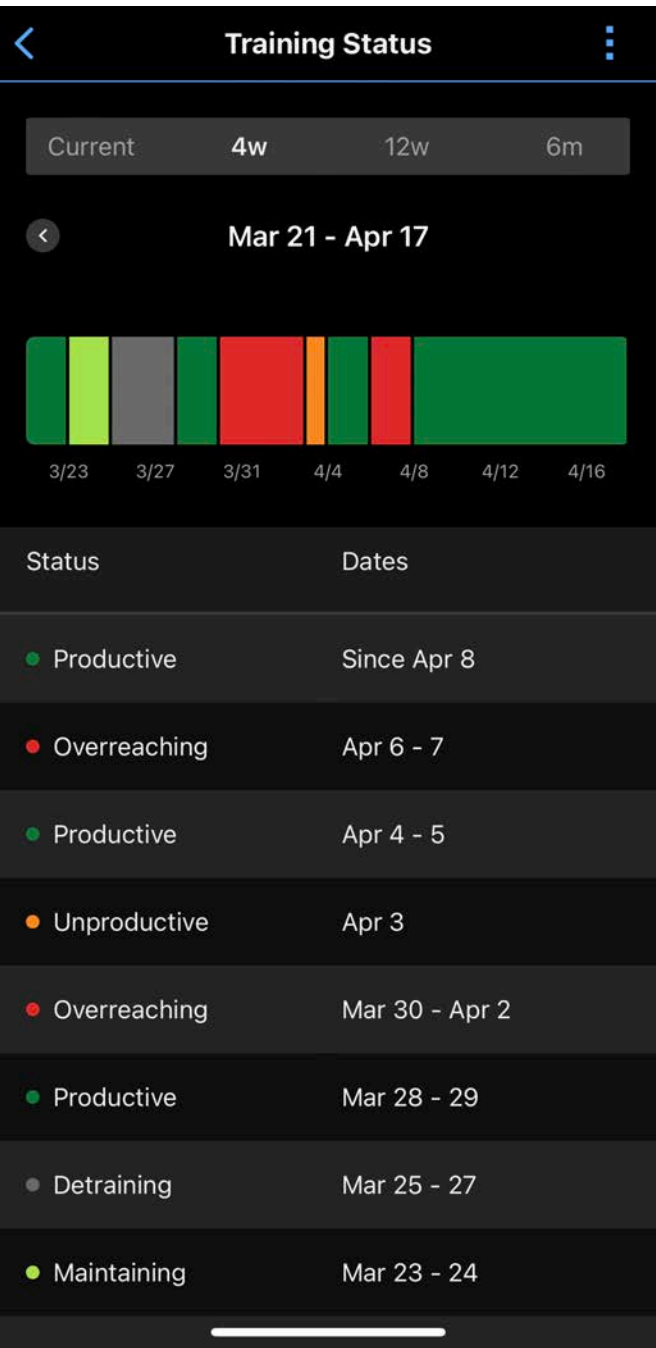 Training Status
Current 4w 12w 6m
Mar 21 - Apr 17
3/23 3/27 3/31 4/4 4/8 4/12 4/16
Status Dates
Productive Since Apr 8
Overreaching Apr 6 - 7
Productive Apr 4 - 5
Unproductive Apr 3
Overreaching Mar 30 - Apr 2
Productive Mar 28 - 29
Detraining Mar 25 - 27
Maintaining Mar 23 - 24